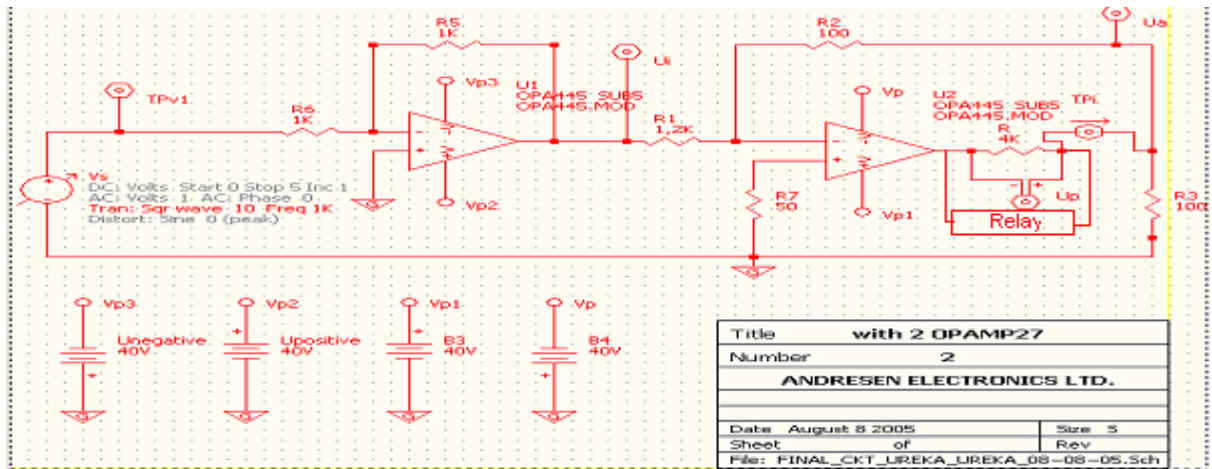 R5
1K
R2
100
Ua
Vp3
Ui
U1
OPA445_SUBS
OPA445.MOD
Vp
U2
OPA445_SUBS
OPA445.MOD
TPi
TPv1
R6
1K
R1
1,2K
R
4K
Vs
DC: Volts Start 0 Stop 5 Inc 1
AC: Volts 1 AC: Phase 0
Tran: Sqr wave 10 Freq 1K
Distort: Sine 0 (peak)
Vp2
R7
50
Vp1
Up
Relay
R3
100
Vp3
Vp2
Vp1
Vp
Unegative
40V
Upositive
40V
B3
40V
B4
40V
Title with 2 OPAMP27
Number 2
ANDRESEN ELECTRONICS LTD.
Date August 8 2005 Size S
Sheet of Rev
File: FINAL_CKT_UREKA_UREKA_08-08-05.Sch